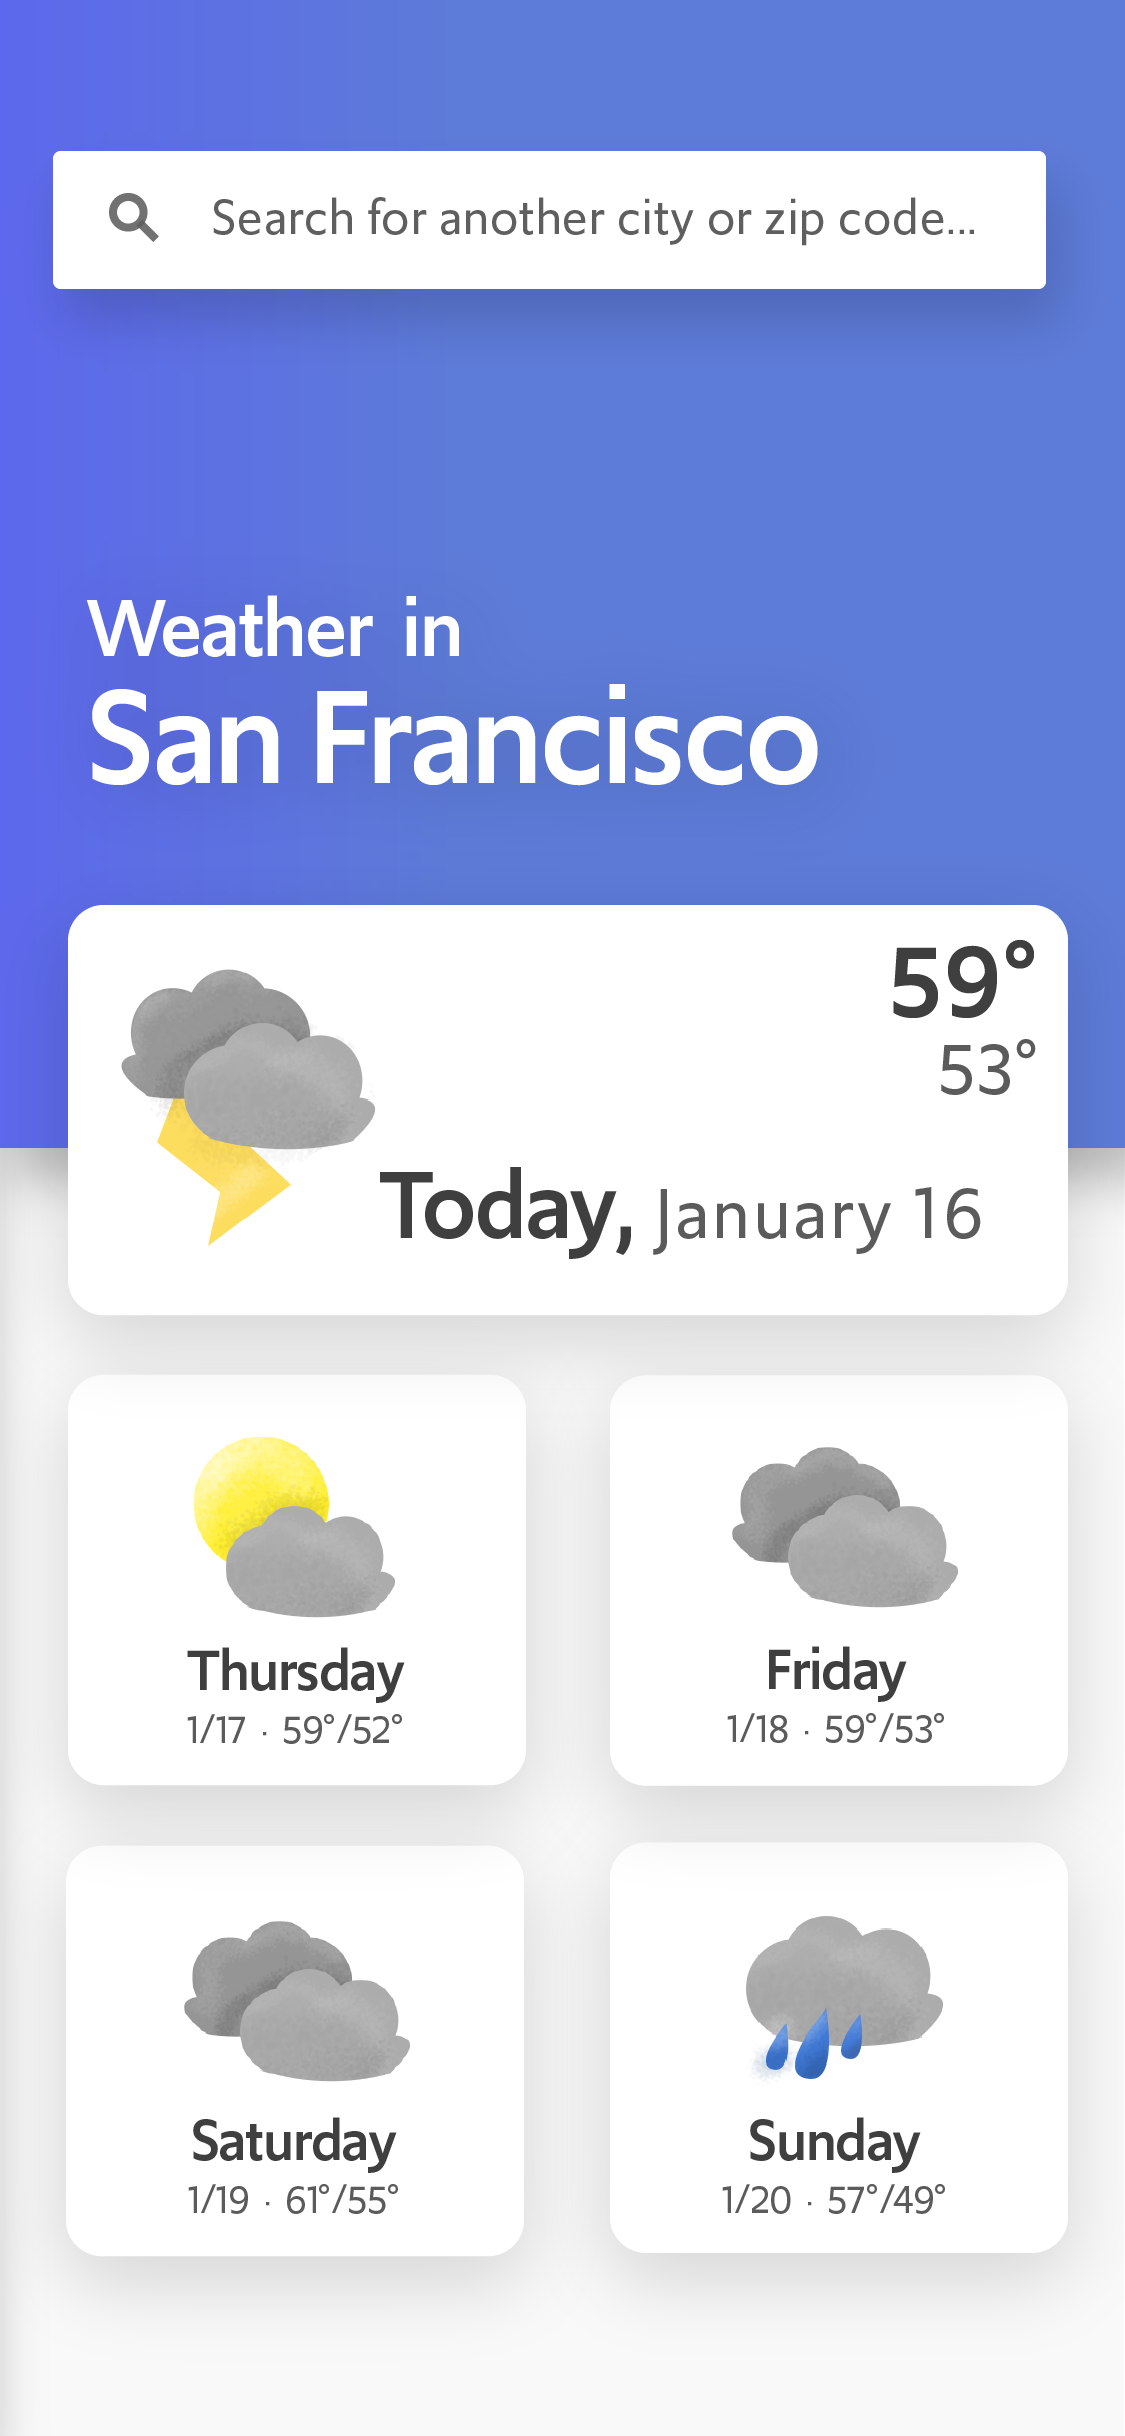 Search for another city or zip code...
Weather in
San Francisco
59°
53°
Today, January 16
Thursday
1/17 · 59°/52°
Friday
1/18 · 59°/53°
Saturday
1/19 · 61°/55°
Sunday
1/20 · 57°/49°